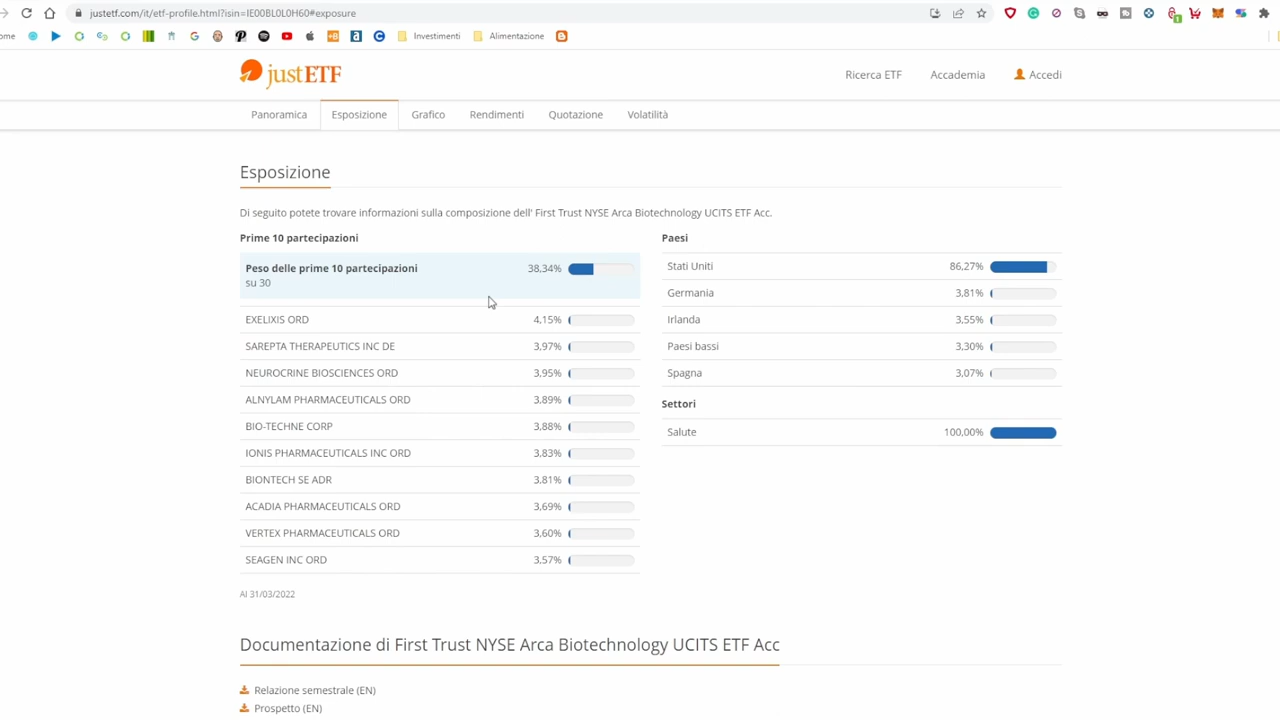 justetf.com/it/etf-profile.html?isin=IE00BL0L0H60#exposure
ome
Investimenti
Alimentazione
justETF
Ricerca ETF
Accademia
Accedi
Panoramica
Esposizione
Grafico
Rendimenti
Quotazione
Volatilità
Esposizione
Di seguito potete trovare informazioni sulla composizione dell' First Trust NYSE Arca Biotechnology UCITS ETF Acc.
Prime 10 partecipazioni
Peso delle prime 10 partecipazioni 38,34%
su 30
EXELIXIS ORD 4,15%
SAREPTA THERAPEUTICS INC DE 3,97%
NEUROCRINE BIOSCIENCES ORD 3,95%
ALNYLAM PHARMACEUTICALS ORD 3,89%
BIO-TECHNE CORP 3,88%
IONIS PHARMACEUTICALS INC ORD 3,83%
BIONTECH SE ADR 3,81%
ACADIA PHARMACEUTICALS ORD 3,69%
VERTEX PHARMACEUTICALS ORD 3,60%
SEAGEN INC ORD 3,57%
Al 31/03/2022
Paesi
Stati Uniti 86,27%
Germania 3,81%
Irlanda 3,55%
Paesi bassi 3,30%
Spagna 3,07%
Settori
Salute 100,00%
Documentazione di First Trust NYSE Arca Biotechnology UCITS ETF Acc
Relazione semestrale (EN)
Prospetto (EN)